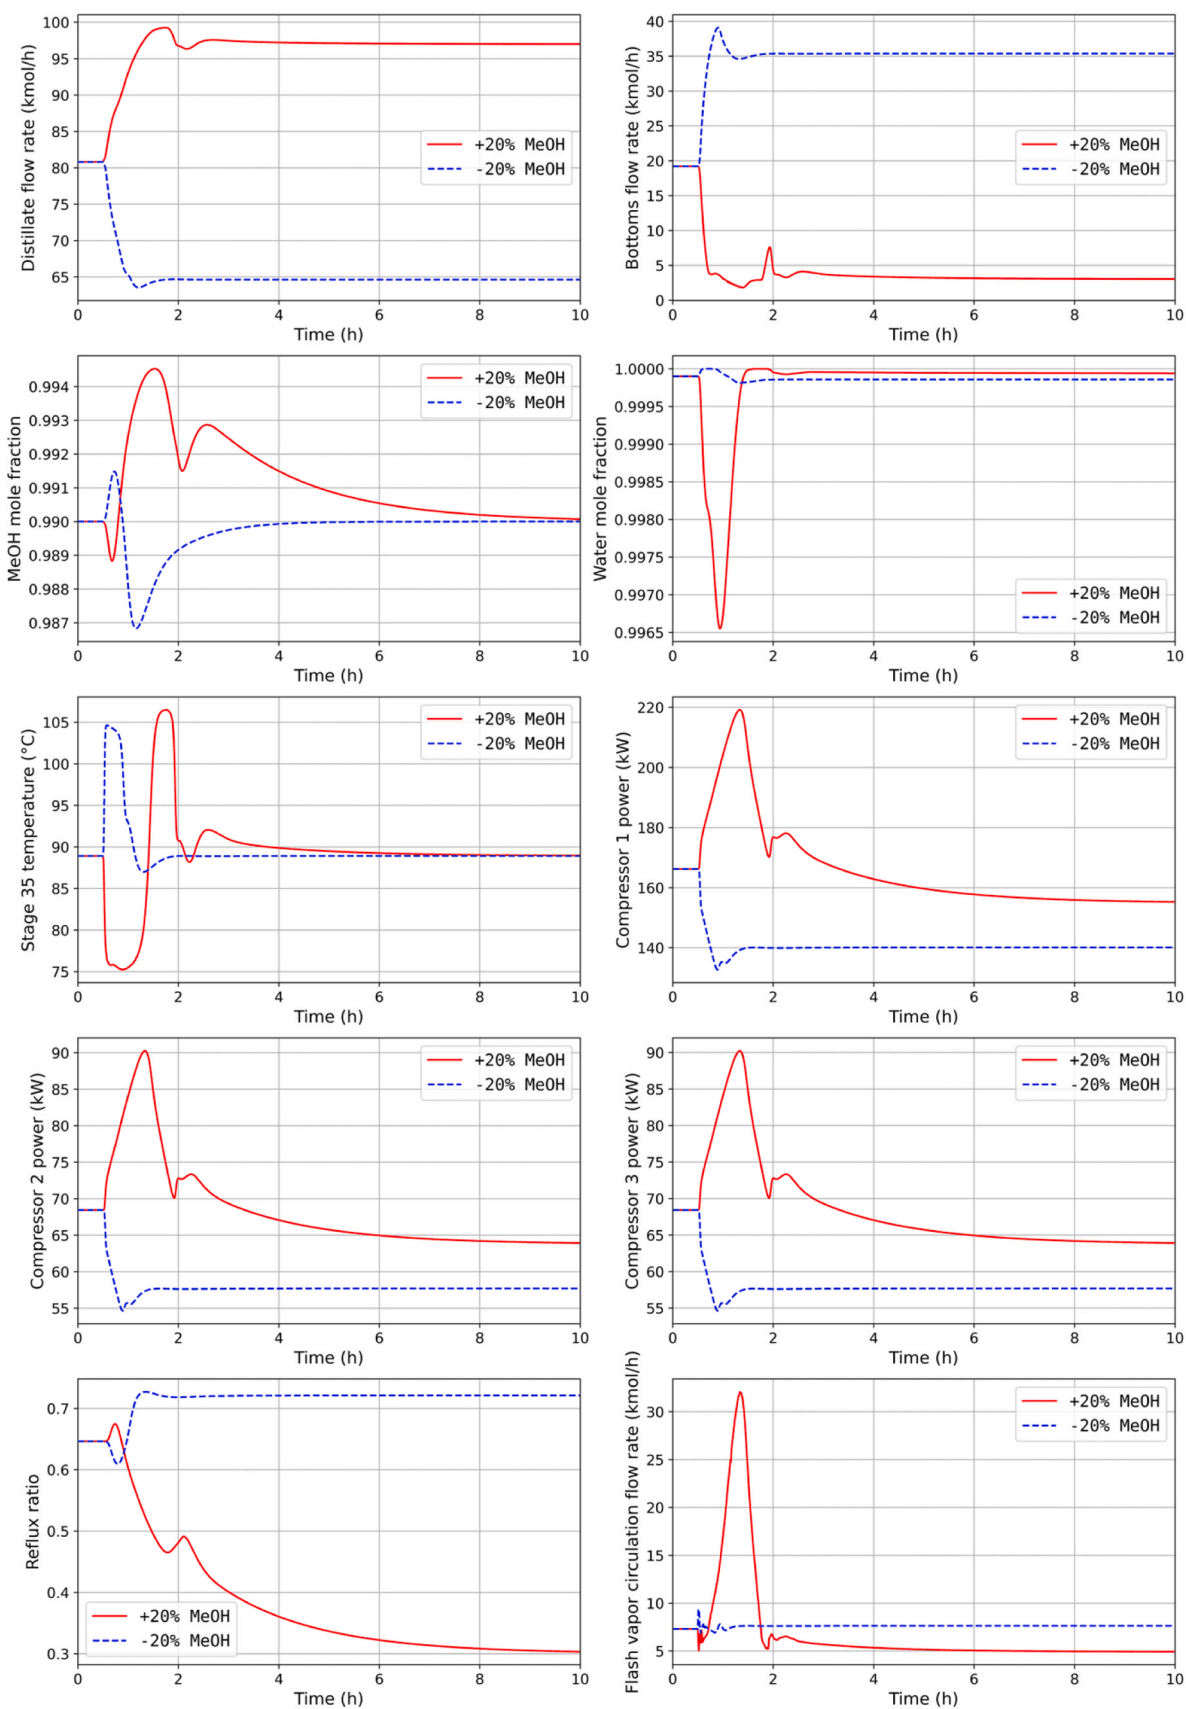 Distillate flow rate (kmol/h)
100
95
90
85
80
75
70
65
+20% MeOH
-20% MeOH
0 2 4 6 8 10
Time (h)
Bottoms flow rate (kmol/h)
40
35
30
25
20
15
10
5
0
+20% MeOH
-20% MeOH
0 2 4 6 8 10
Time (h)
MeOH mole fraction
0.994
0.993
0.992
0.991
0.990
0.989
0.988
0.987
+20% MeOH
-20% MeOH
0 2 4 6 8 10
Time (h)
Water mole fraction
1.0000
0.9995
0.9990
0.9985
0.9980
0.9975
0.9970
0.9965
+20% MeOH
-20% MeOH
0 2 4 6 8 10
Time (h)
Stage 35 temperature (°C)
105
100
95
90
85
80
75
+20% MeOH
-20% MeOH
0 2 4 6 8 10
Time (h)
Compressor 1 power (kW)
220
200
180
160
140
+20% MeOH
-20% MeOH
0 2 4 6 8 10
Time (h)
Compressor 2 power (kW)
90
85
80
75
70
65
60
55
+20% MeOH
-20% MeOH
0 2 4 6 8 10
Time (h)
Compressor 3 power (kW)
90
85
80
75
70
65
60
55
+20% MeOH
-20% MeOH
0 2 4 6 8 10
Time (h)
Reflux ratio
0.7
0.6
0.5
0.4
0.3
+20% MeOH
-20% MeOH
0 2 4 6 8 10
Time (h)
Flash vapor circulation flow rate (kmol/h)
30
25
20
15
10
5
+20% MeOH
-20% MeOH
0 2 4 6 8 10
Time (h)